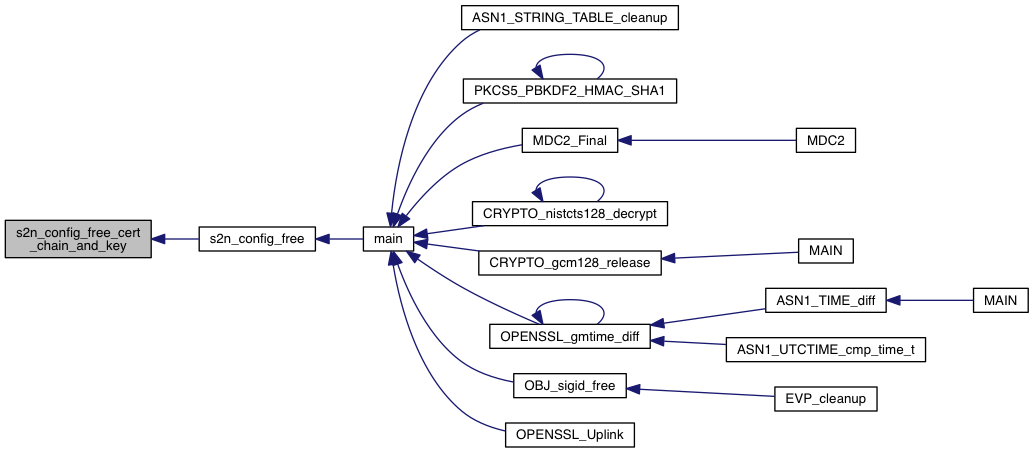 ASN1_STRING_TABLE_cleanup
PKCS5_PBKDF2_HMAC_SHA1
MDC2_Final
MDC2
CRYPTO_nistcts128_decrypt
s2n_config_free_cert
_chain_and_key
s2n_config_free
main
CRYPTO_gcm128_release
MAIN
OPENSSL_gmtime_diff
ASN1_TIME_diff
MAIN
ASN1_UTCTIME_cmp_time_t
OBJ_sigid_free
EVP_cleanup
OPENSSL_Uplink